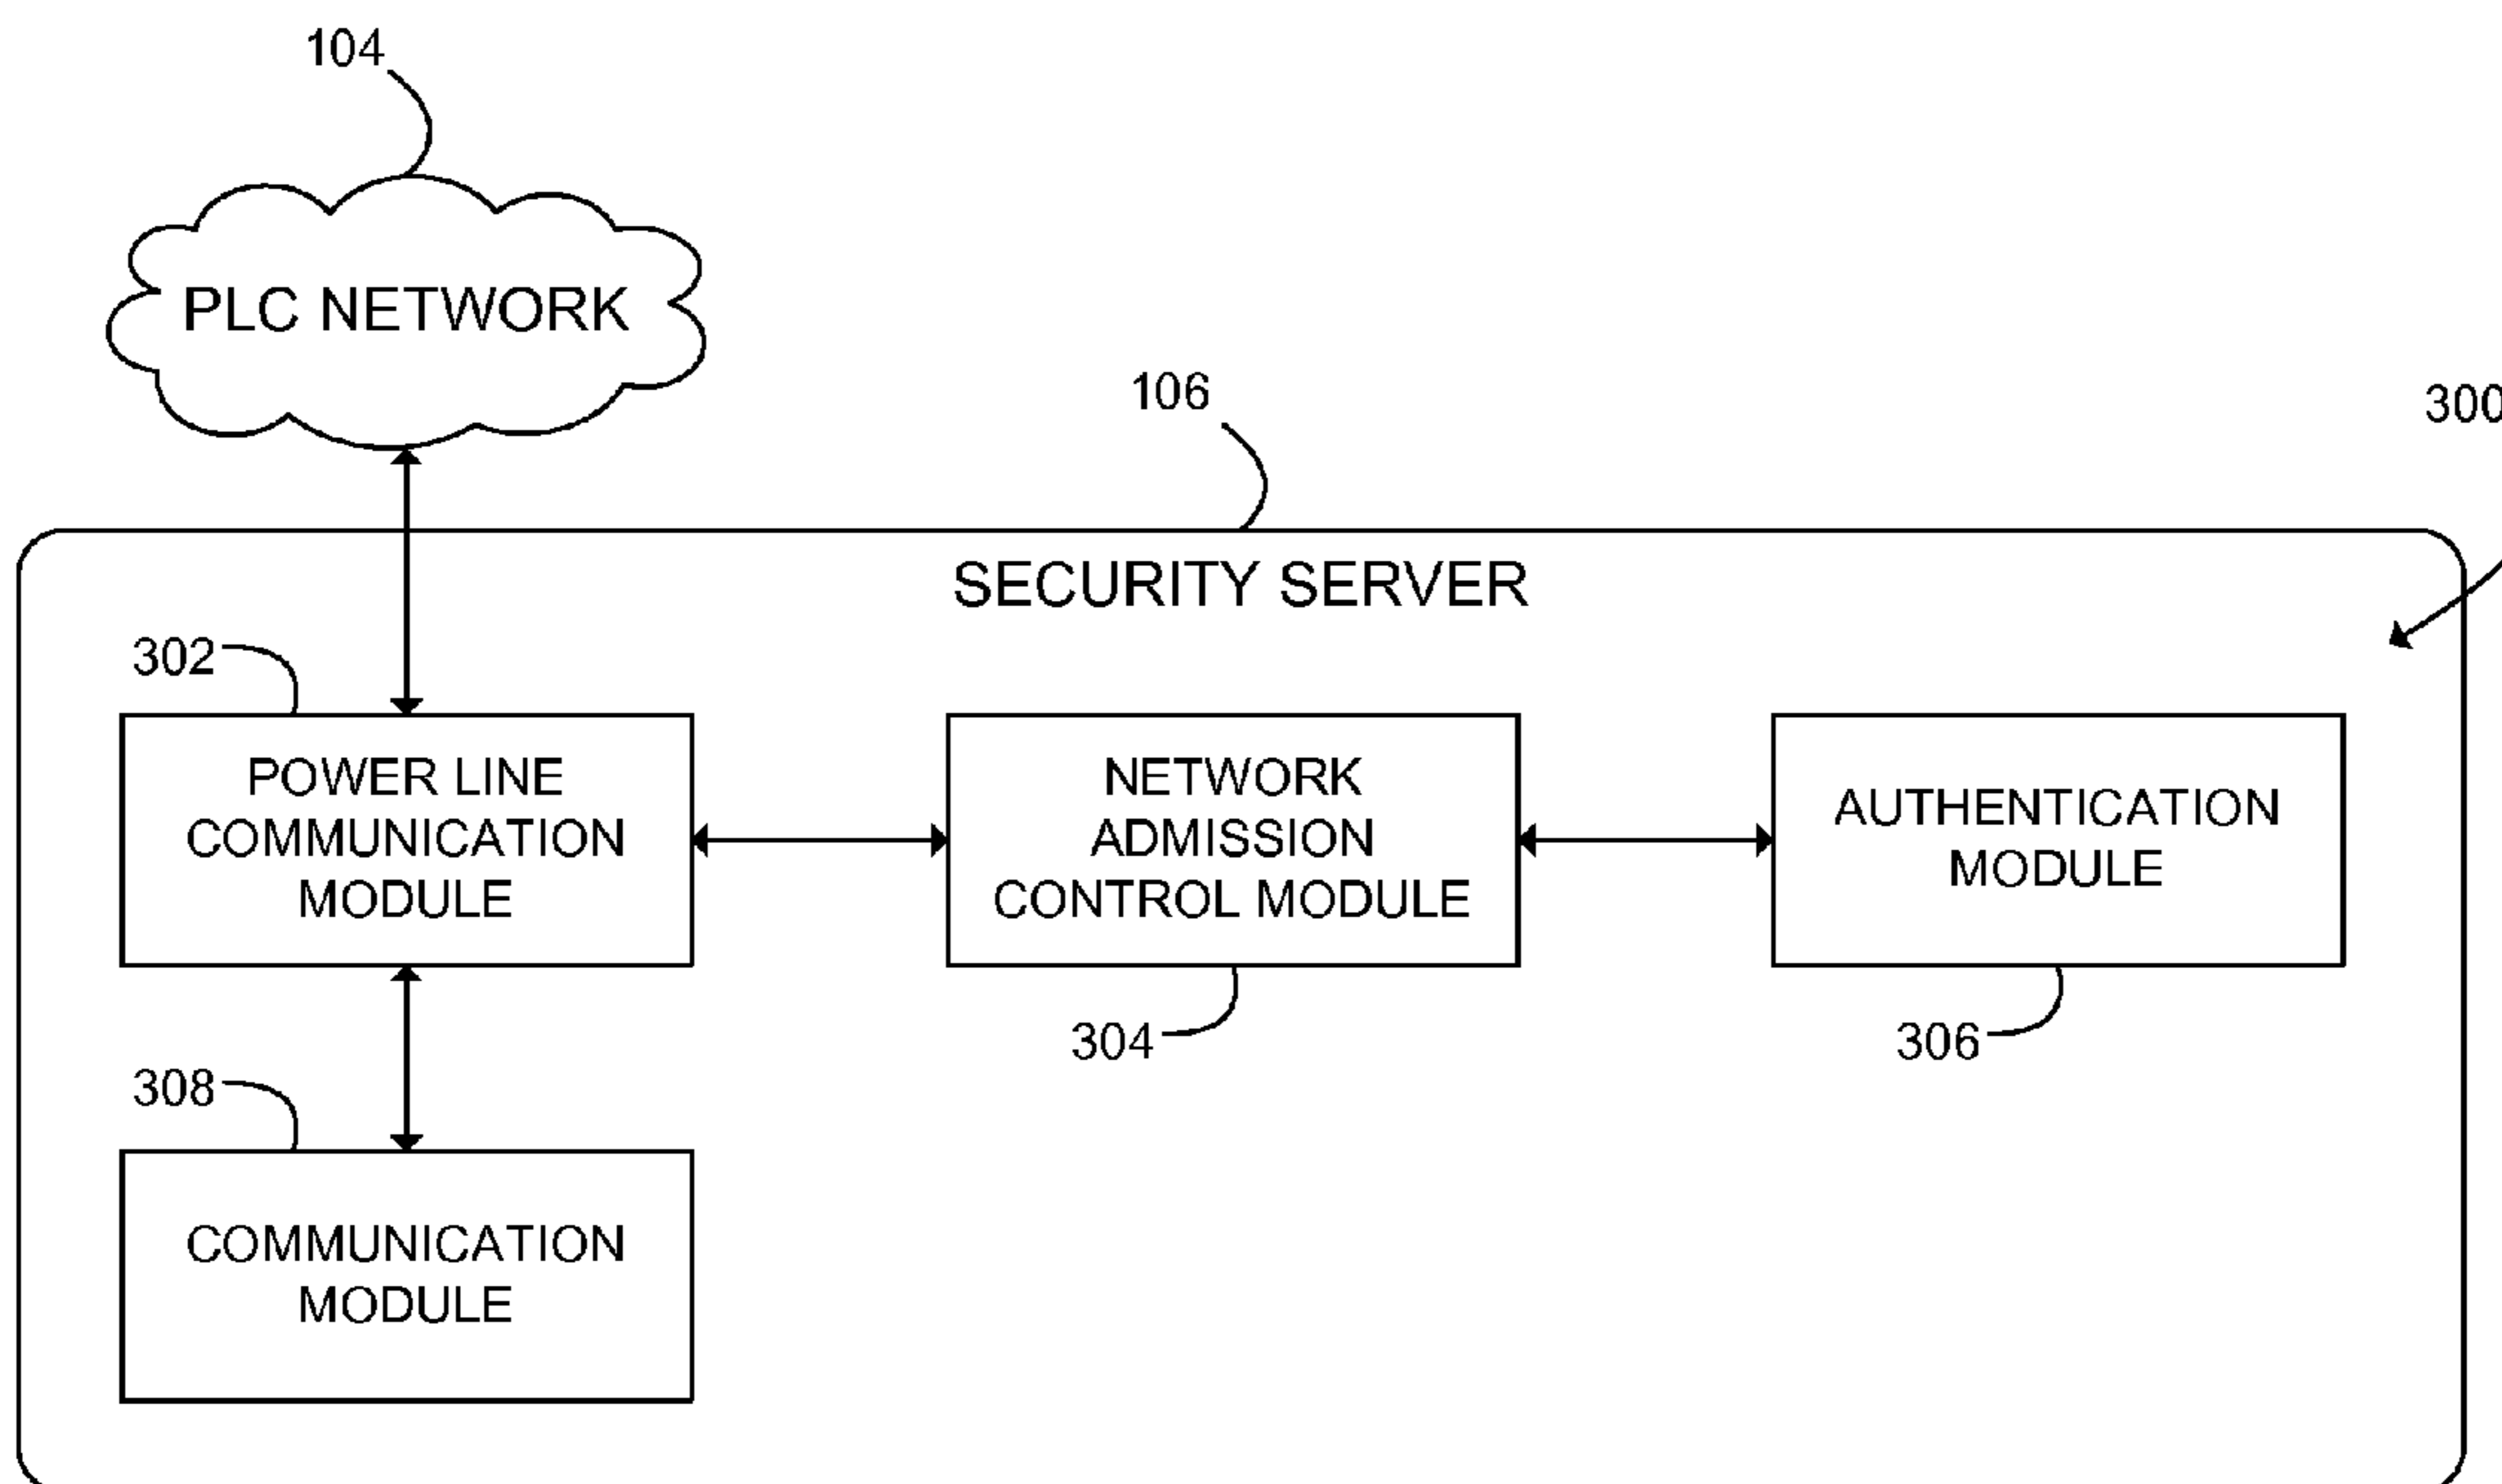 104
PLC NETWORK
106
300
SECURITY SERVER
302
POWER LINE
COMMUNICATION
MODULE
NETWORK
ADMISSION
CONTROL MODULE
AUTHENTICATION
MODULE
304
306
308
COMMUNICATION
MODULE